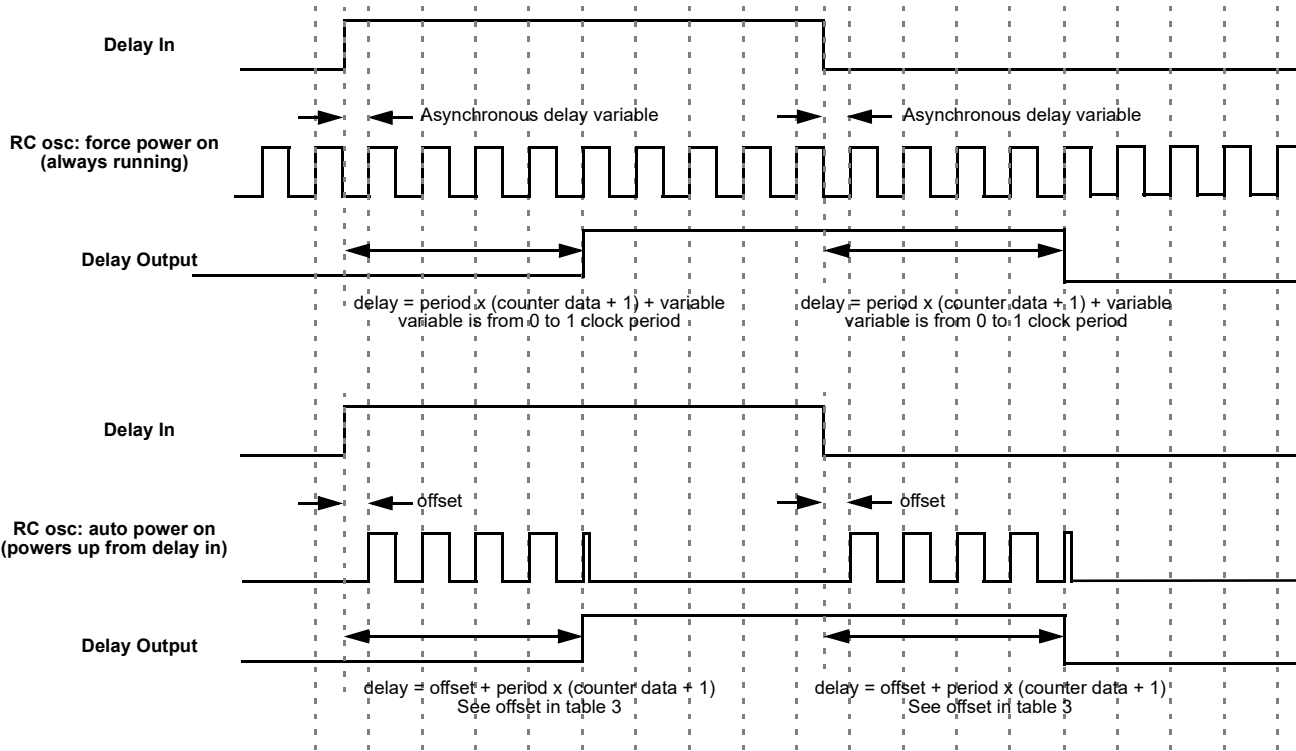 Delay In
Asynchronous delay variable
Asynchronous delay variable
RC osc: force power on
(always running)
Delay Output
delay = period x (counter data + 1) + variable
variable is from 0 to 1 clock period
delay = period x (counter data + 1) + variable
variable is from 0 to 1 clock period
Delay In
offset
offset
RC osc: auto power on
(powers up from delay in)
Delay Output
delay = offset + period x (counter data + 1)
See offset in table 3
delay = offset + period x (counter data + 1)
See offset in table 3